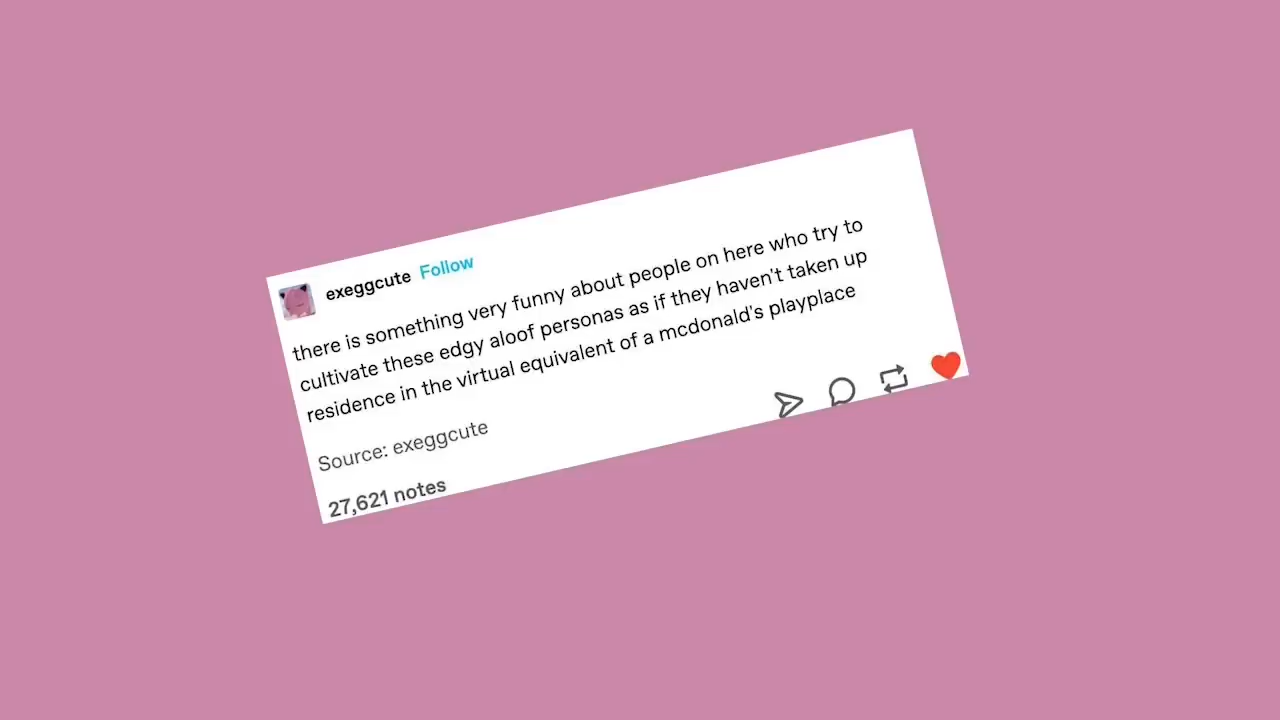 exeggcute Follow
there is something very funny about people on here who try to
cultivate these edgy aloof personas as if they haven't taken up
residence in the virtual equivalent of a mcdonald's playplace
Source: exeggcute
27,621 notes